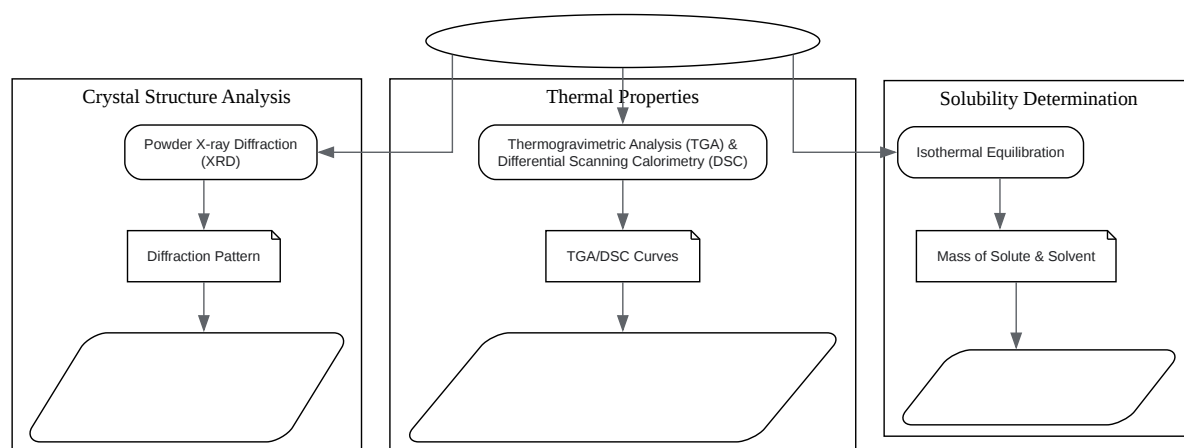 Crystal Structure Analysis
Powder X-ray Diffraction
(XRD)
Diffraction Pattern
Thermal Properties
Thermogravimetric Analysis (TGA) &
Differential Scanning Calorimetry (DSC)
TGA/DSC Curves
Solubility Determination
Isothermal Equilibration
Mass of Solute & Solvent